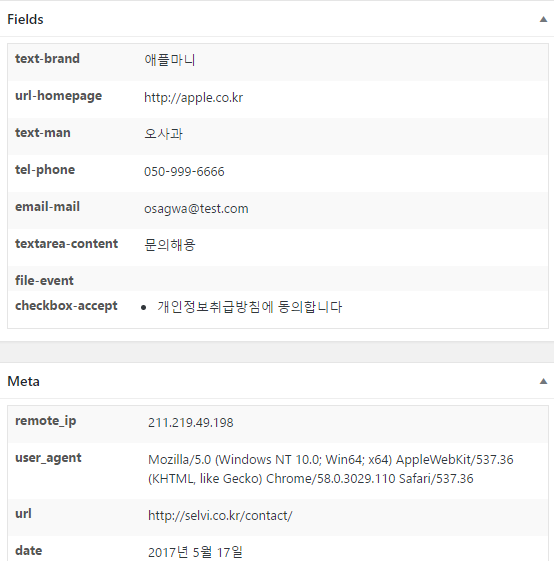 Fields
text-brand 애플마니
url-homepage http://apple.co.kr
text-man 오사과
tel-phone 050-999-6666
email-mail osagwa@test.com
textarea-content 문의해용
file-event
checkbox-accept • 개인정보취급방침에 동의합니다
Meta
remote_ip 211.219.49.198
user_agent Mozilla/5.0 (Windows NT 10.0; Win64; x64) AppleWebKit/537.36
(KHTML, like Gecko) Chrome/58.0.3029.110 Safari/537.36
url http://selvi.co.kr/contact/
date 2017년 5월 17일